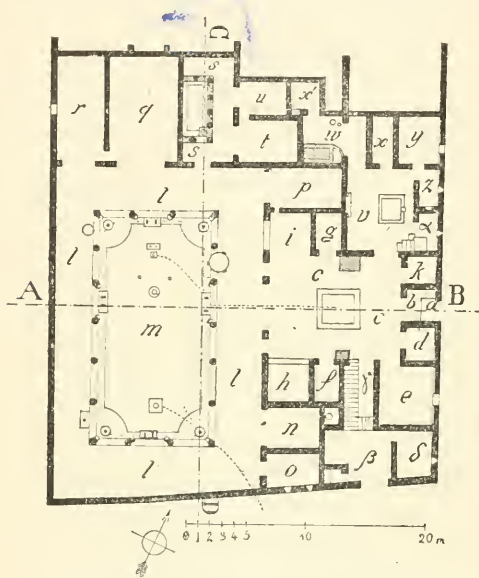 C
s
r q u x'
w x y
s t z
p v α
l i g
l c k
A B
m c b a
d
l h f γ e
n
o β δ
l
D
0 1 2 3 4 5 10 20 m